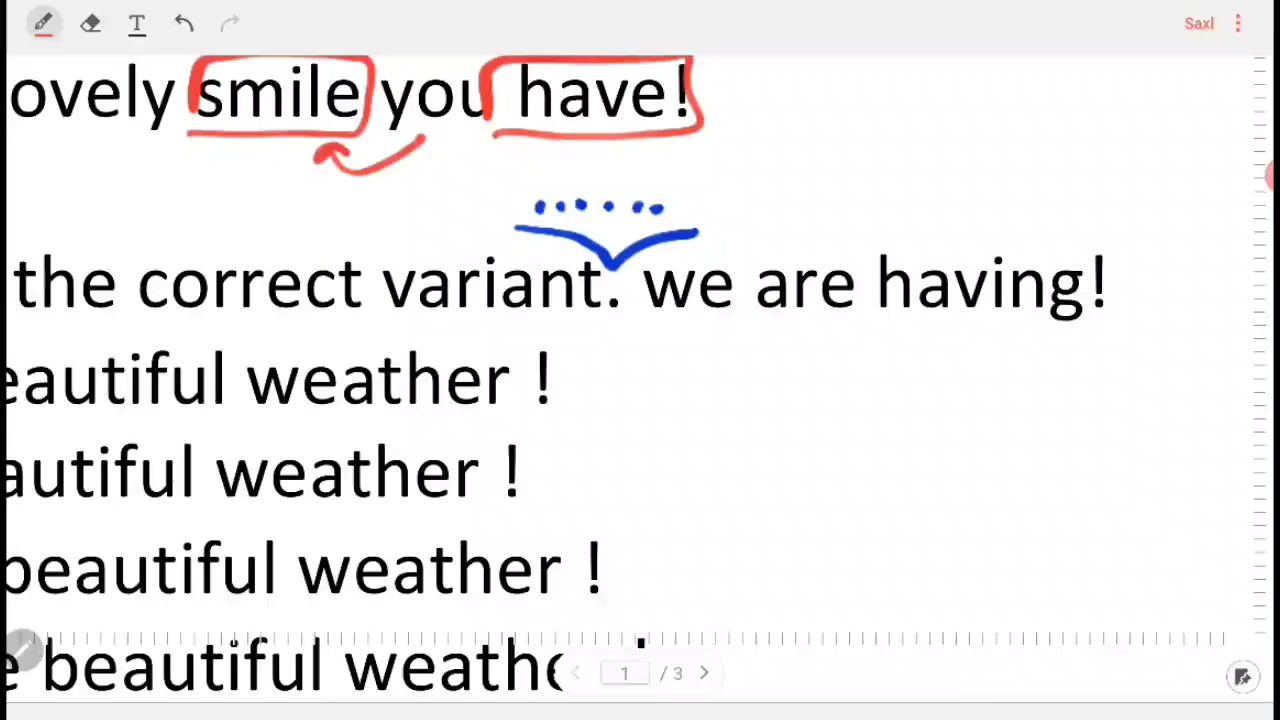 Saxl
ovely smile you have!
the correct variant. we are having!
eautiful weather !
autiful weather !
beautiful weather !
e beautiful weathe
1 / 3